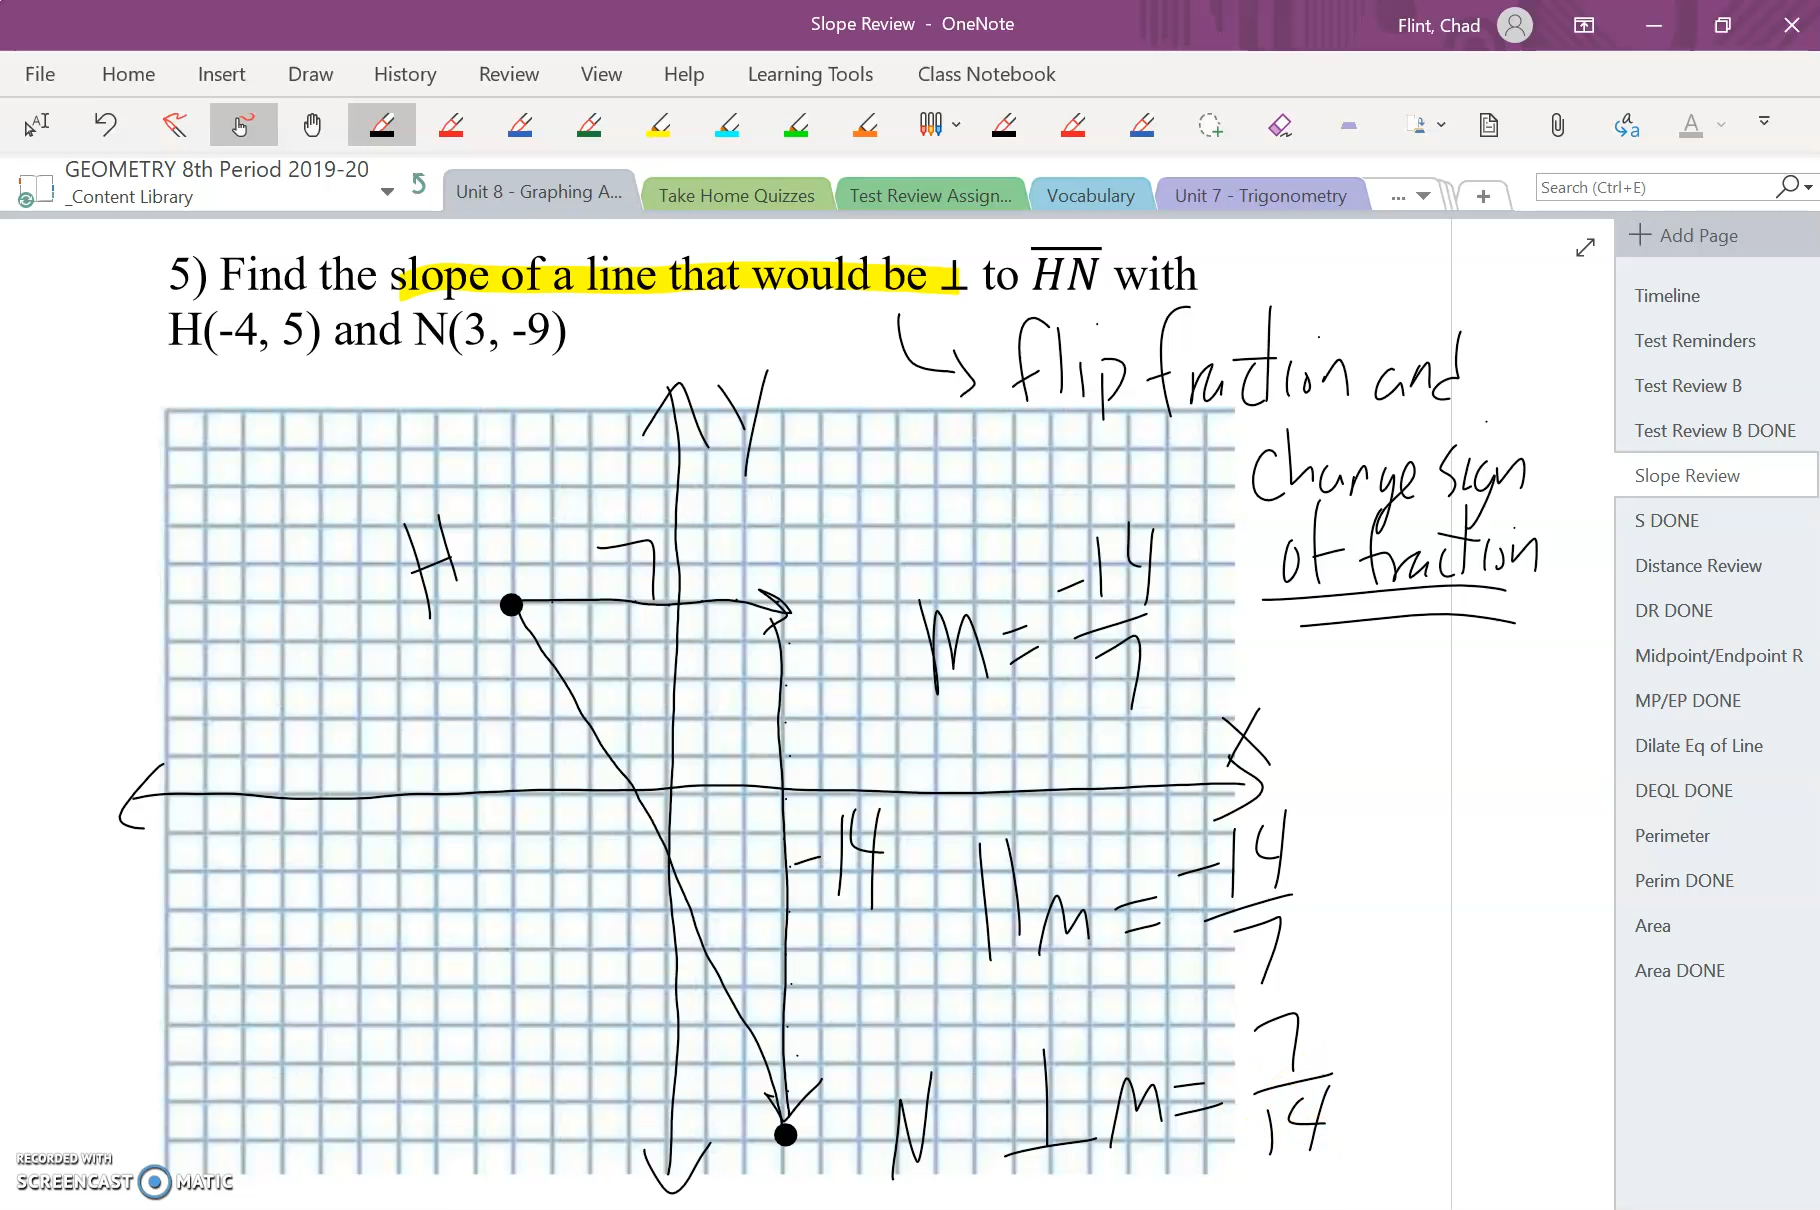 Slope Review - OneNote
Flint, Chad
File Home Insert Draw History Review View Help Learning Tools Class Notebook
GEOMETRY 8th Period 2019-20
_Content Library
Unit 8 - Graphing A... Take Home Quizzes Test Review Assign... Vocabulary Unit 7 - Trigonometry ... +
Search (Ctrl+E)
Add Page
Timeline
Test Reminders
Test Review B
Test Review B DONE
Slope Review
S DONE
Distance Review
DR DONE
Midpoint/Endpoint R
MP/EP DONE
Dilate Eq of Line
DEQL DONE
Perimeter
Perim DONE
Area
Area DONE
5) Find the slope of a line that would be ⊥ to HN with
H(-4, 5) and N(3, -9)
flip fraction and
change sign
of fraction
y
H
7
m = -14/7
x
-14
|| m = -14/7
N
⊥ m = 7/14
RECORDED WITH
SCREENCAST MATIC